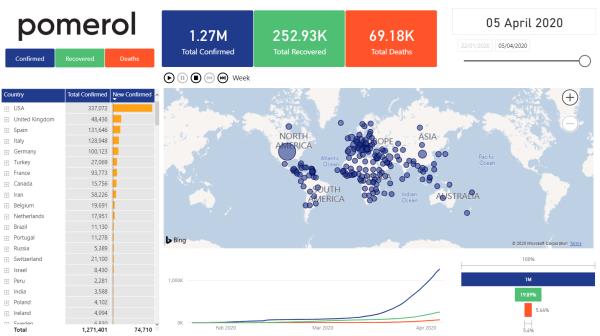 pomerol
Confirmed Recovered Deaths
1.27M
Total Confirmed
252.93K
Total Recovered
69.18K
Total Deaths
05 April 2020
22/01/2020 05/04/2020
Week
Country Total Confirmed New Confirmed
USA 337,072
United Kingdom 48,436
Spain 131,646
Italy 128,948
Germany 100,123
Turkey 27,069
France 93,773
Canada 15,756
Iran 58,226
Belgium 19,691
Netherlands 17,951
Brazil 11,130
Portugal 11,278
Russia 5,389
Switzerland 21,100
Israel 8,430
Peru 2,281
India 3,588
Poland 4,102
Ireland 4,994
Total 1,271,401 74,710
NORTH
AMERICA
ASIA
Atlantic
Ocean
Pacific
Ocean
SOUTH
AMERICA
Indian
Ocean
AUSTRALIA
Bing
© 2020 Microsoft Corporation Terms
1,000K
0K
Feb 2020 Mar 2020 Apr 2020
100%
1M
19.89%
5.44%